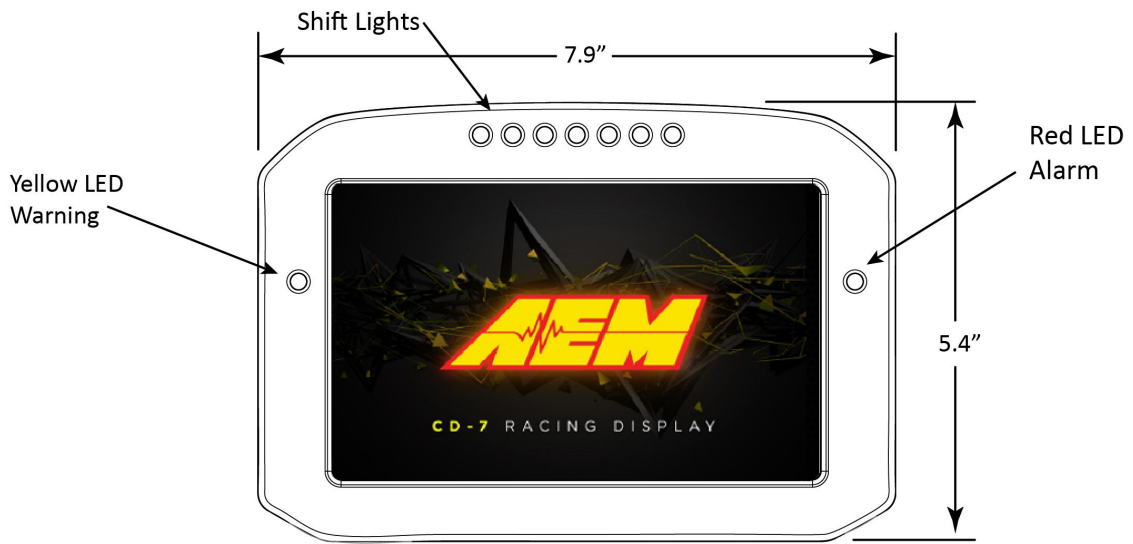 Shift Lights
7.9”
Red LED
Alarm
Yellow LED
Warning
5.4”
AEM
CD-7 RACING DISPLAY